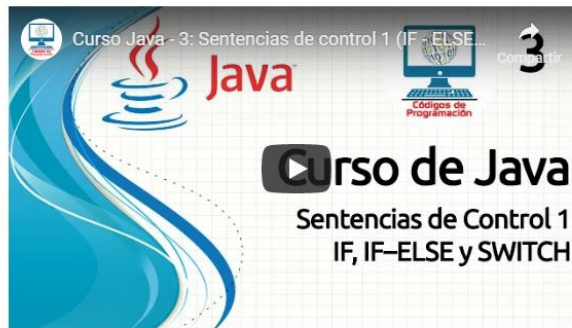 Curso Java - 3: Sentencias de control 1 (IF - ELSE...
Compartir
3
Java
Códigos de
Programación
Curso de Java
Sentencias de Control 1
IF, IF–ELSE y SWITCH